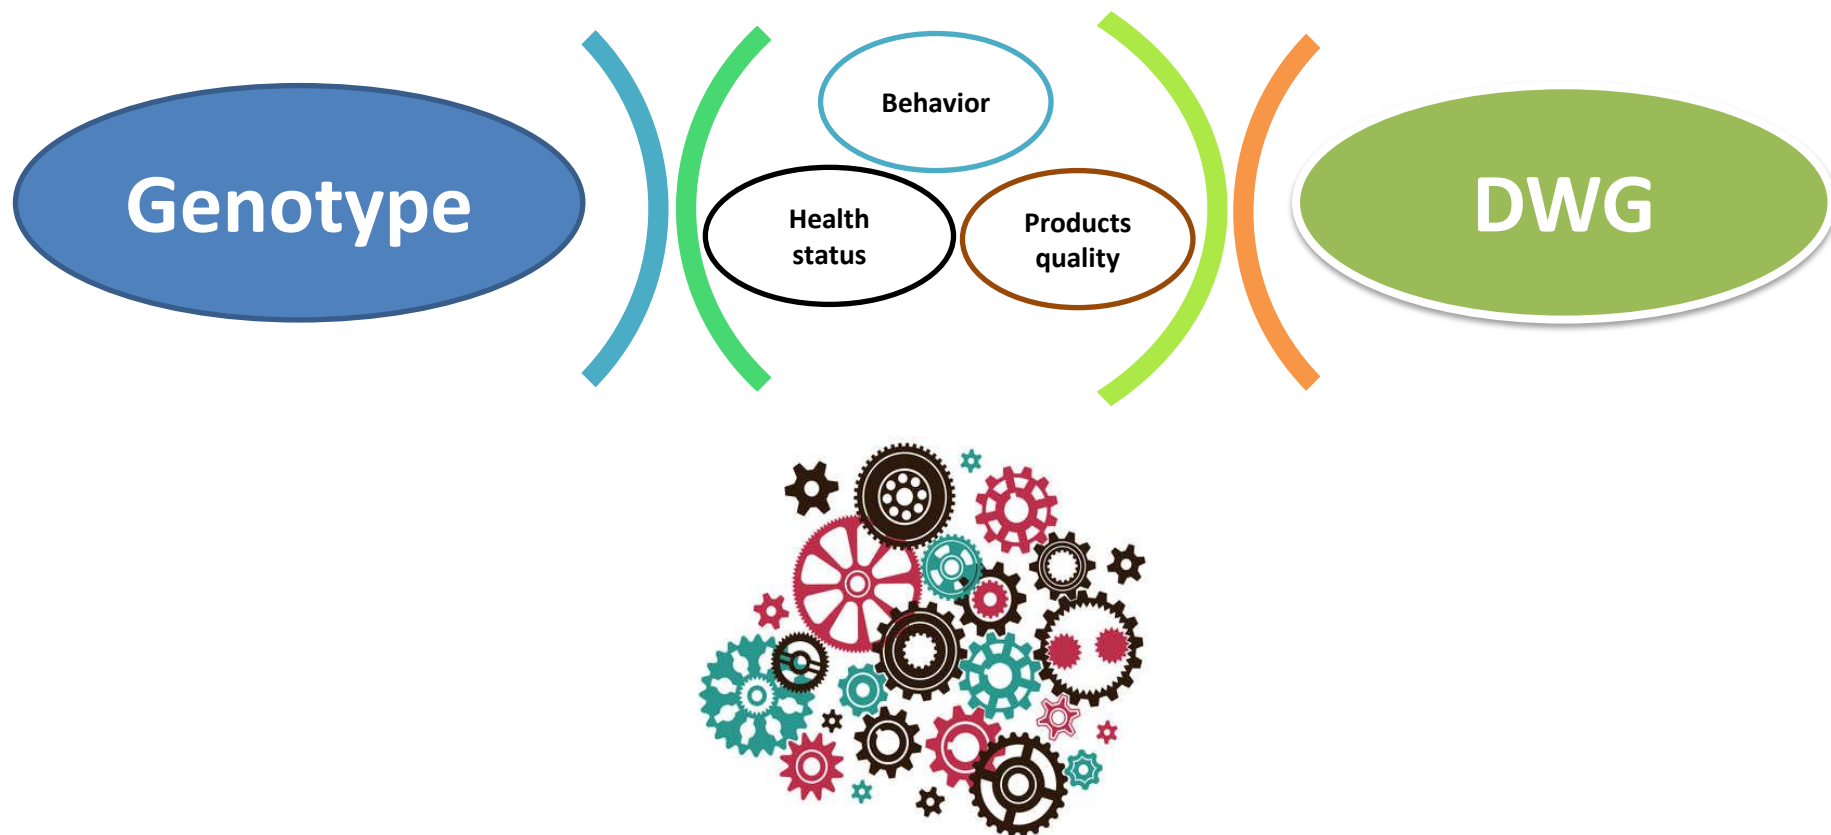 Genotype
Behavior
Health
status
Products
quality
DWG